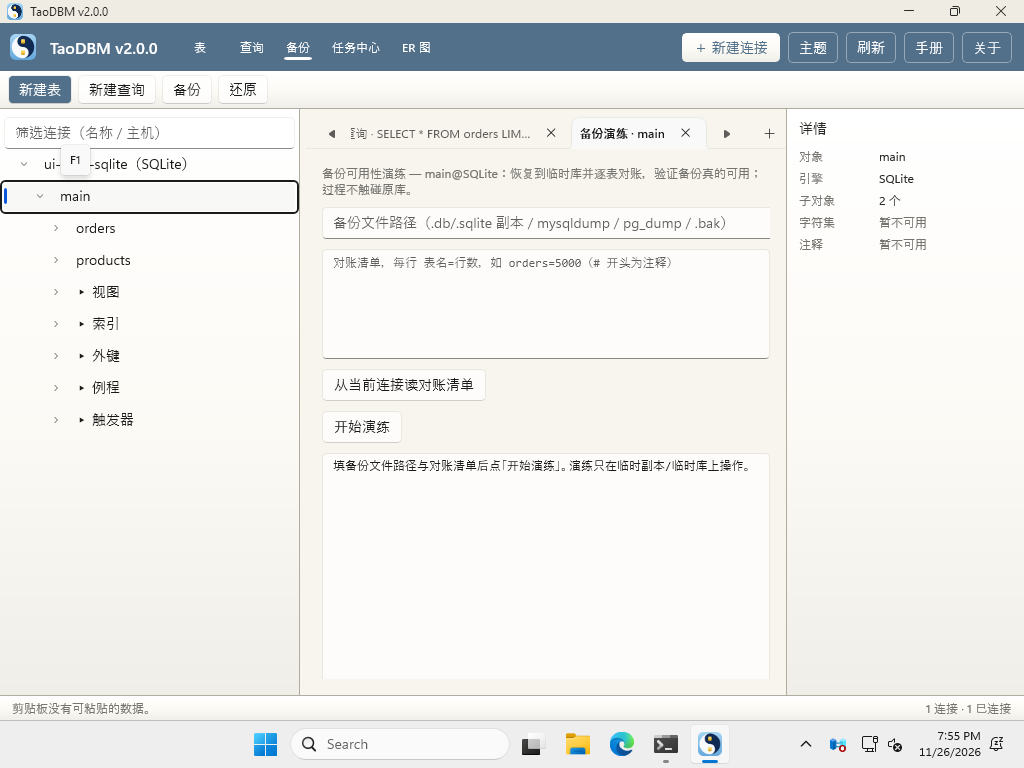 TaoDBM v2.0.0
TaoDBM v2.0.0
表
查询
备份
任务中心
ER 图
+ 新建连接
主题
刷新
手册
关于
新建表
新建查询
备份
还原
筛选连接（名称 / 主机）
F1
ui-
-sqlite（SQLite）
main
orders
products
视图
索引
外键
例程
触发器
查询 · SELECT * FROM orders LIM...
备份演练 · main
备份可用性演练 — main@SQLite：恢复到临时库并逐表对账，验证备份真的可用；
过程不触碰原库。
备份文件路径（.db/.sqlite 副本 / mysqldump / pg_dump / .bak）
对账清单，每行 表名=行数，如 orders=5000（# 开头为注释）
从当前连接读对账清单
开始演练
填备份文件路径与对账清单后点「开始演练」。演练只在临时副本/临时库上操作。
详情
对象 main
引擎 SQLite
子对象 2 个
字符集 暂不可用
注释 暂不可用
剪贴板没有可粘贴的数据。
1 连接 · 1 已连接
Search
7:55 PM
11/26/2026